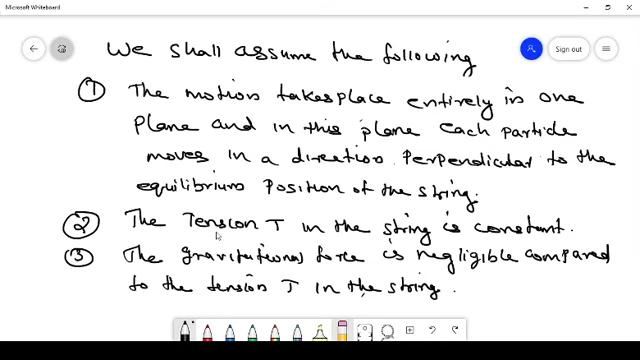 Microsoft Whiteboard
Sign out
We shall assume the following
① The motion takes place entirely in one
plane and in this plane each particle
moves in a direction perpendicular to the
equilibrium position of the string.
② The Tension T in the string is constant.
③ The gravitational force is negligible compared
to the tension T in the string.